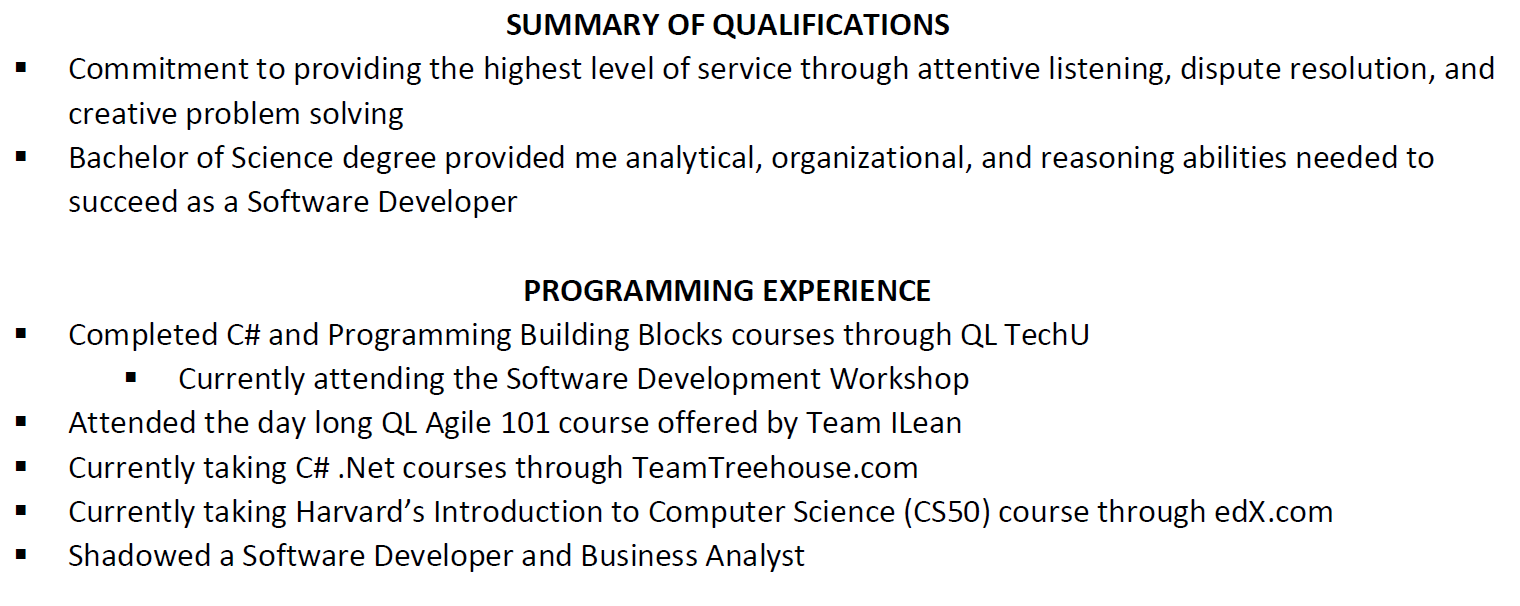 SUMMARY OF QUALIFICATIONS
▪ Commitment to providing the highest level of service through attentive listening, dispute resolution, and
creative problem solving
▪ Bachelor of Science degree provided me analytical, organizational, and reasoning abilities needed to
succeed as a Software Developer
PROGRAMMING EXPERIENCE
▪ Completed C# and Programming Building Blocks courses through QL TechU
▪ Currently attending the Software Development Workshop
▪ Attended the day long QL Agile 101 course offered by Team ILean
▪ Currently taking C# .Net courses through TeamTreehouse.com
▪ Currently taking Harvard’s Introduction to Computer Science (CS50) course through edX.com
▪ Shadowed a Software Developer and Business Analyst